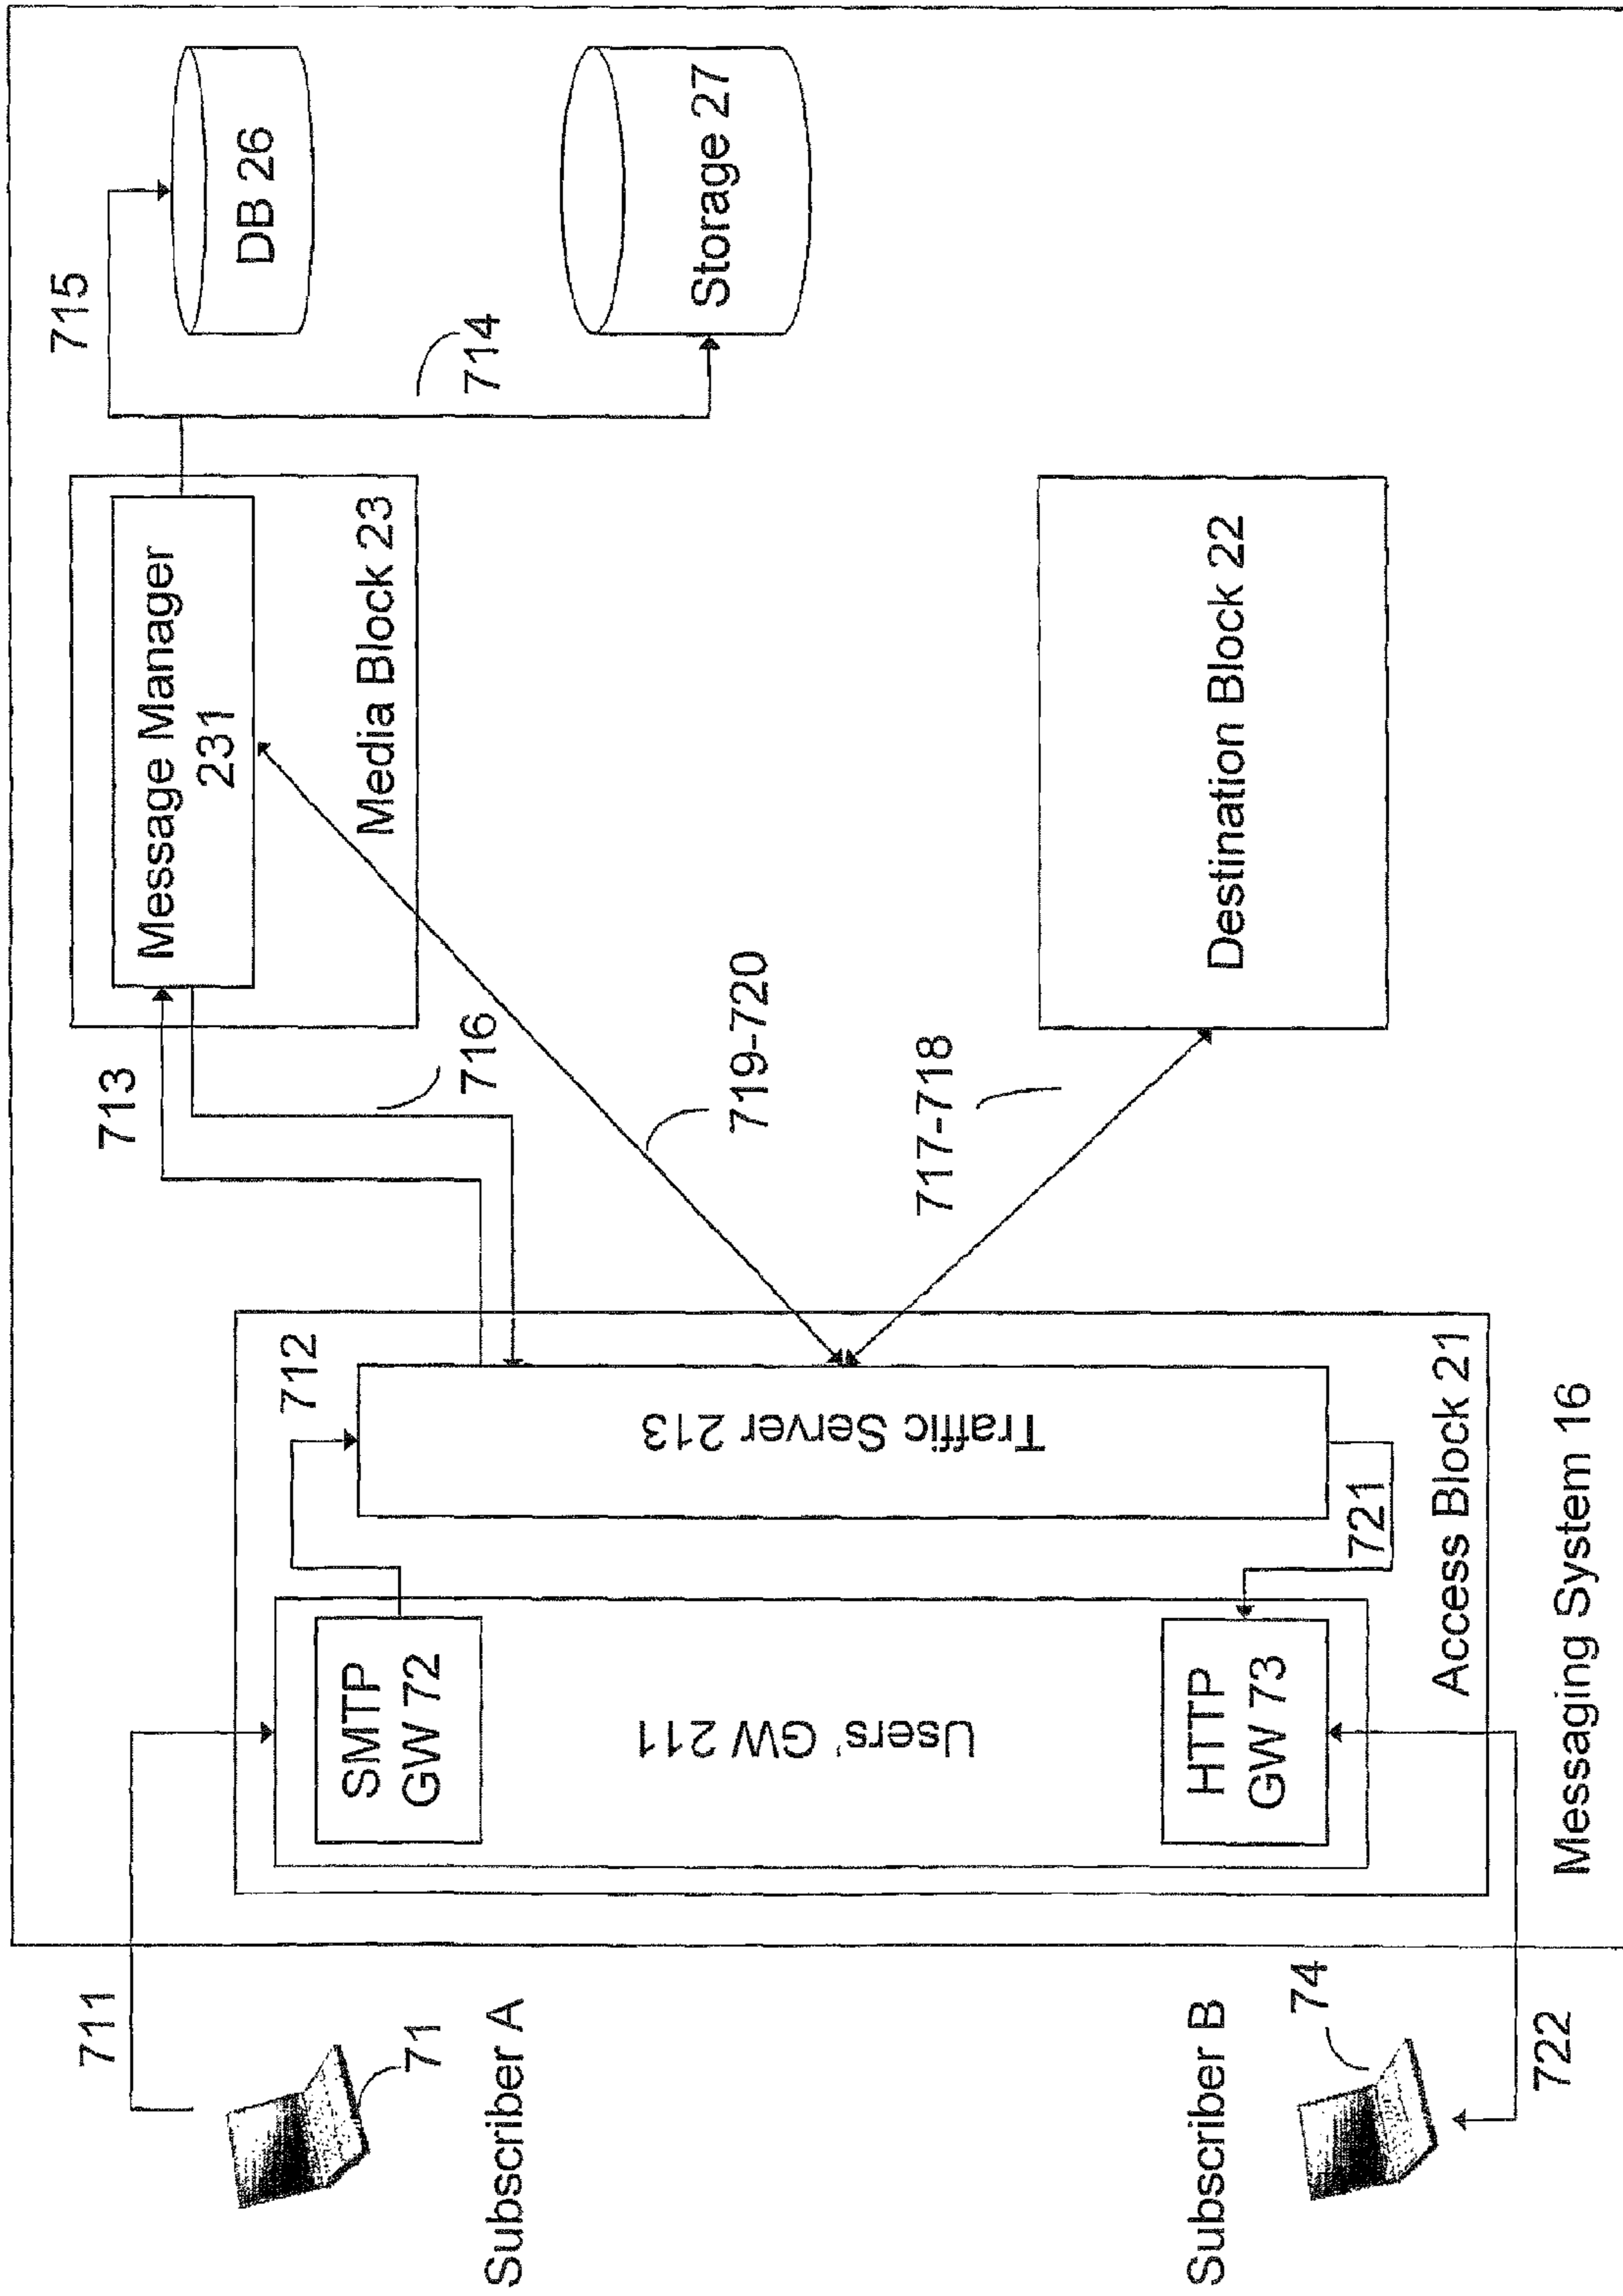 711
71
Subscriber A
Subscriber B
74
722
SMTP
GW 72
Users' GW 211
HTTP
GW 73
712
Traffic Server 213
721
Access Block 21
Messaging System 16
713
716
719-720
717-718
Message Manager
231
Media Block 23
Destination Block 22
715
714
DB 26
Storage 27